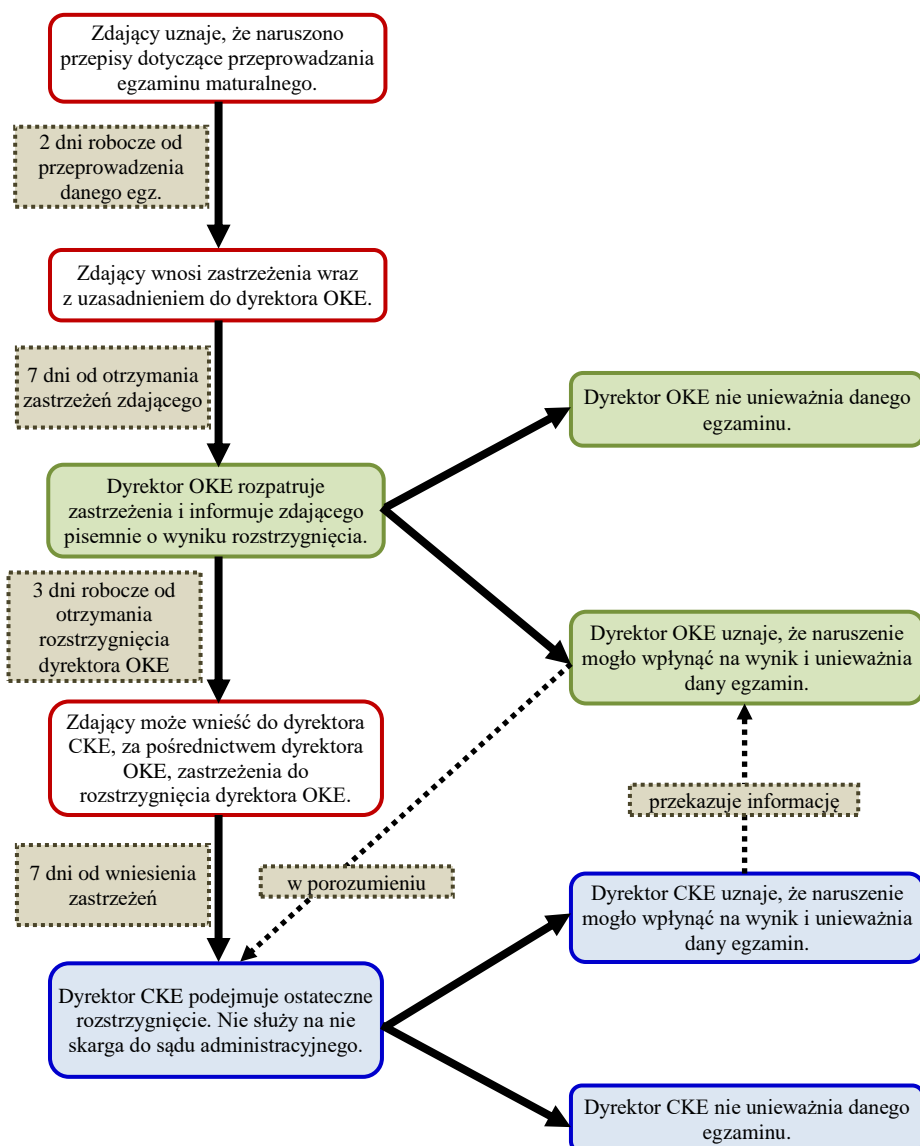 Zdający uznaje, że naruszono
przepisy dotyczące przeprowadzania
egzaminu maturalnego.
2 dni robocze od
przeprowadzenia
danego egz.
Zdający wnosi zastrzeżenia wraz
z uzasadnieniem do dyrektora OKE.
7 dni od otrzymania
zastrzeżeń zdającego
Dyrektor OKE nie unieważnia danego
egzaminu.
Dyrektor OKE rozpatruje
zastrzeżenia i informuje zdającego
pisemnie o wyniku rozstrzygnięcia.
3 dni robocze od
otrzymania
rozstrzygnięcia
dyrektora OKE
Dyrektor OKE uznaje, że naruszenie
mogło wpłynąć na wynik i unieważnia
dany egzamin.
Zdający może wnieść do dyrektora
CKE, za pośrednictwem dyrektora
OKE, zastrzeżenia do
rozstrzygnięcia dyrektora OKE.
przekazuje informację
7 dni od wniesienia
zastrzeżeń
w porozumieniu
Dyrektor CKE uznaje, że naruszenie
mogło wpłynąć na wynik i unieważnia
dany egzamin.
Dyrektor CKE podejmuje ostateczne
rozstrzygnięcie. Nie służy na nie
skarga do sądu administracyjnego.
Dyrektor CKE nie unieważnia danego
egzaminu.